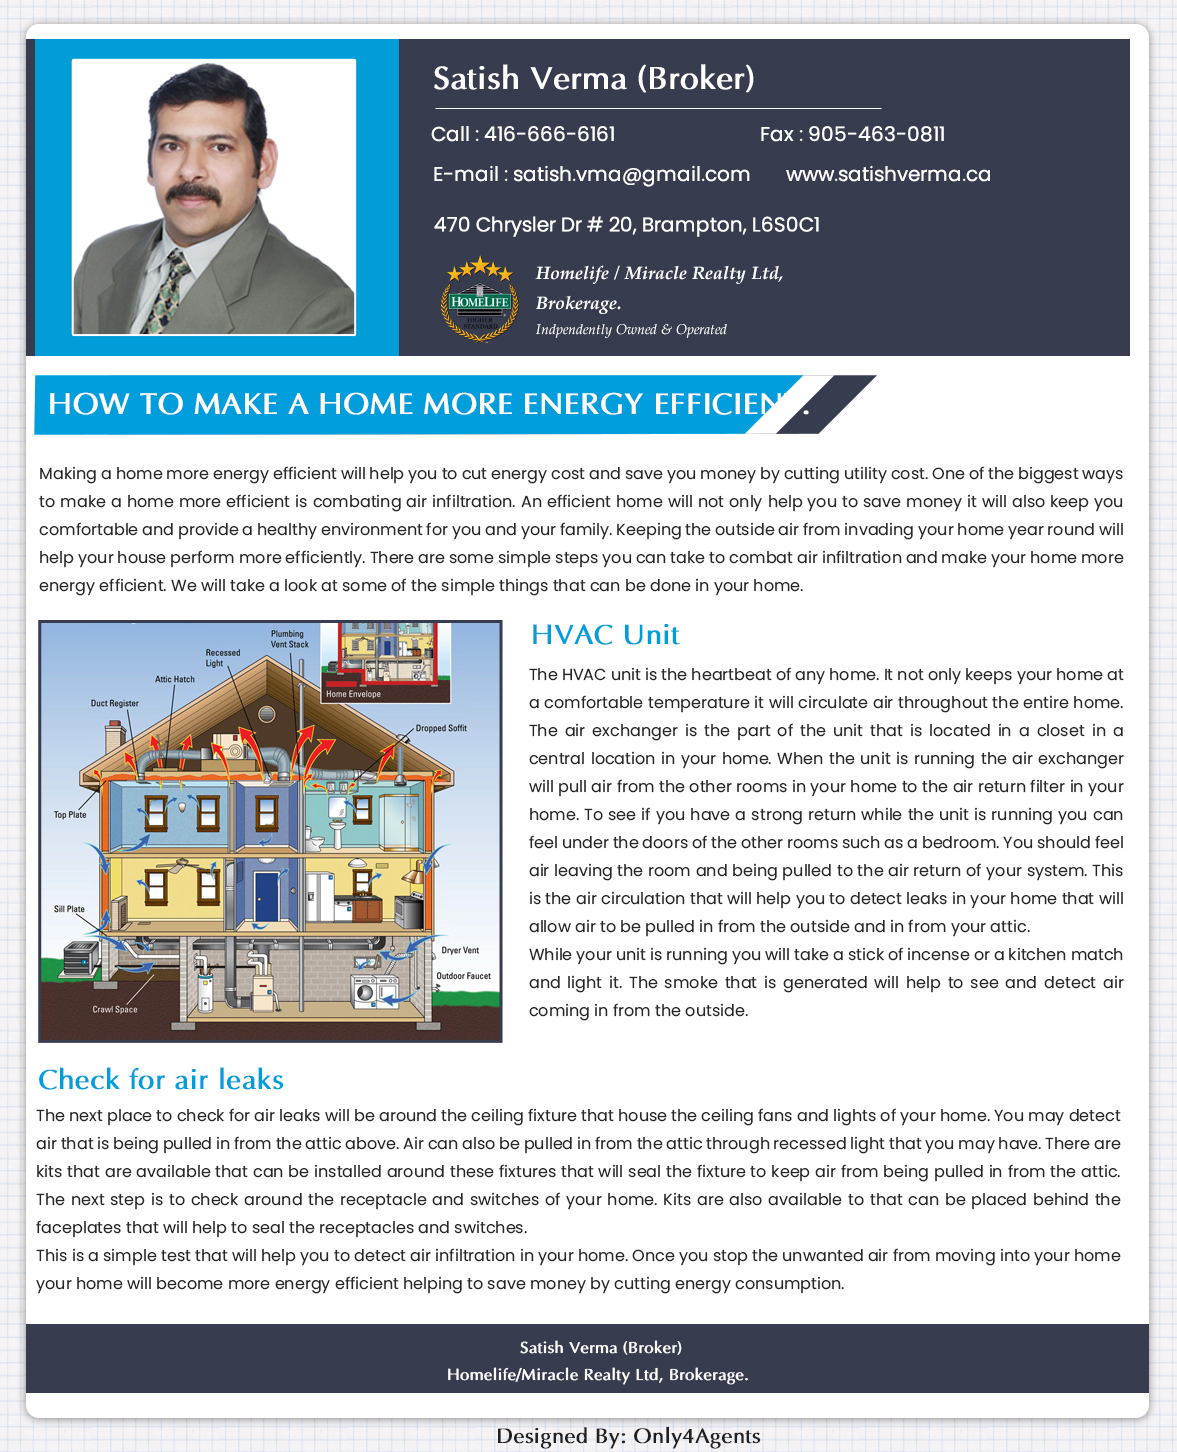 Satish Verma (Broker)
Call : 416-666-6161 Fax : 905-463-0811
E-mail : satish.vma@gmail.com www.satishverma.ca
470 Chrysler Dr # 20, Brampton, L6S0C1
HOMELIFE
HIGHER
STANDARDS
Homelife / Miracle Realty Ltd,
Brokerage.
Indpendently Owned & Operated
HOW TO MAKE A HOME MORE ENERGY EFFICIENT.
Making a home more energy efficient will help you to cut energy cost and save you money by cutting utility cost. One of the biggest ways
to make a home more efficient is combating air infiltration. An efficient home will not only help you to save money it will also keep you
comfortable and provide a healthy environment for you and your family. Keeping the outside air from invading your home year round will
help your house perform more efficiently. There are some simple steps you can take to combat air infiltration and make your home more
energy efficient. We will take a look at some of the simple things that can be done in your home.
Plumbing
Vent Stack
Recessed
Light
Attic Hatch
Duct Register
Home Envelope
Dropped Soffit
Top Plate
Sill Plate
Dryer Vent
Outdoor Faucet
Crawl Space
HVAC Unit
The HVAC unit is the heartbeat of any home. It not only keeps your home at
a comfortable temperature it will circulate air throughout the entire home.
The air exchanger is the part of the unit that is located in a closet in a
central location in your home. When the unit is running the air exchanger
will pull air from the other rooms in your home to the air return filter in your
home. To see if you have a strong return while the unit is running you can
feel under the doors of the other rooms such as a bedroom. You should feel
air leaving the room and being pulled to the air return of your system. This
is the air circulation that will help you to detect leaks in your home that will
allow air to be pulled in from the outside and in from your attic.
While your unit is running you will take a stick of incense or a kitchen match
and light it. The smoke that is generated will help to see and detect air
coming in from the outside.
Check for air leaks
The next place to check for air leaks will be around the ceiling fixture that house the ceiling fans and lights of your home. You may detect
air that is being pulled in from the attic above. Air can also be pulled in from the attic through recessed light that you may have. There are
kits that are available that can be installed around these fixtures that will seal the fixture to keep air from being pulled in from the attic.
The next step is to check around the receptacle and switches of your home. Kits are also available to that can be placed behind the
faceplates that will help to seal the receptacles and switches.
This is a simple test that will help you to detect air infiltration in your home. Once you stop the unwanted air from moving into your home
your home will become more energy efficient helping to save money by cutting energy consumption.
Satish Verma (Broker)
Homelife/Miracle Realty Ltd, Brokerage.
Designed By: Only4Agents